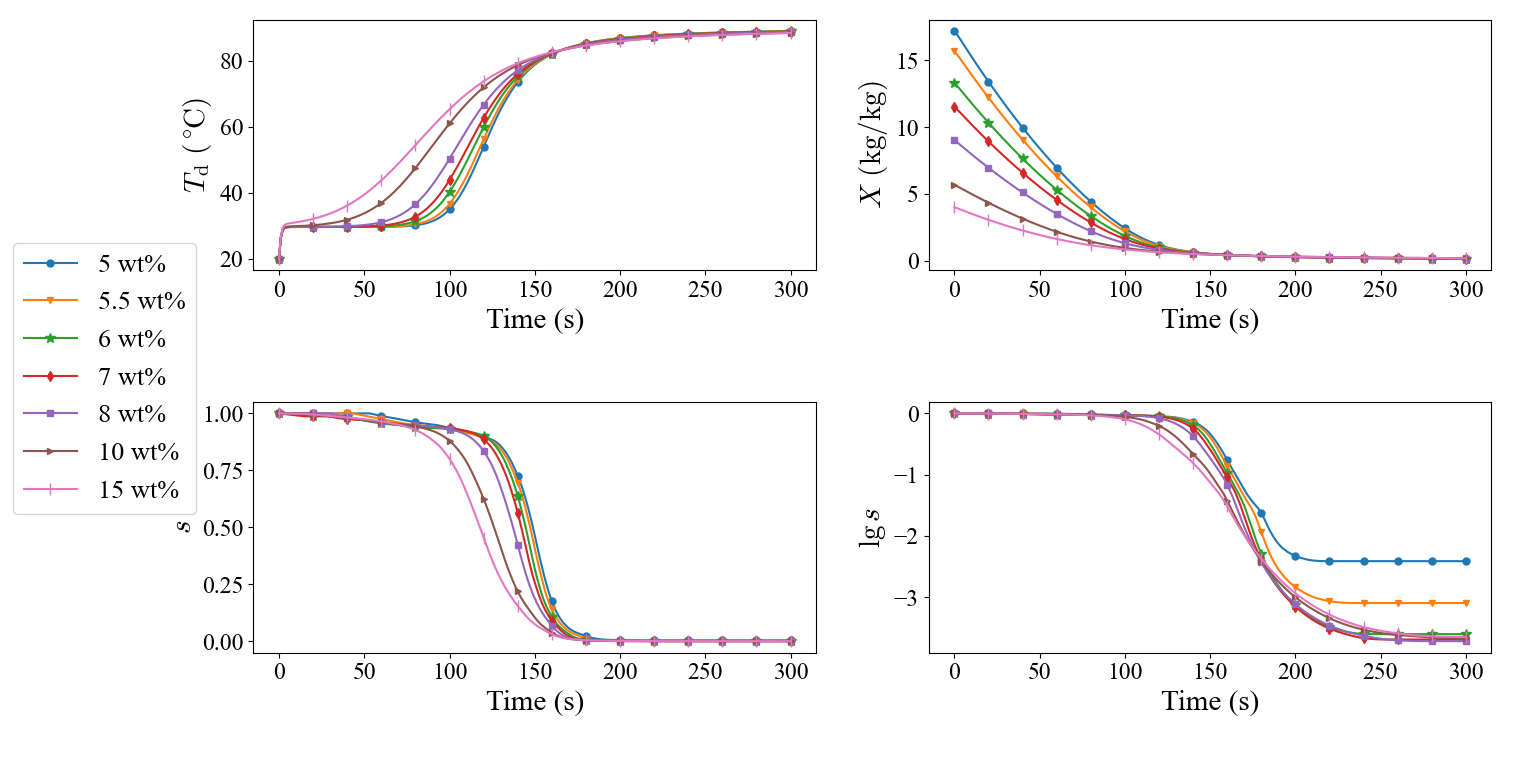 80
60
40
20
T_d ( °C)
0 50 100 150 200 250 300
Time (s)
15
10
5
0
X (kg/kg)
0 50 100 150 200 250 300
Time (s)
5 wt%
5.5 wt%
6 wt%
7 wt%
8 wt%
10 wt%
15 wt%
1.00
0.75
0.50
0.25
0.00
s
0 50 100 150 200 250 300
Time (s)
0
−1
−2
−3
lg s
0 50 100 150 200 250 300
Time (s)